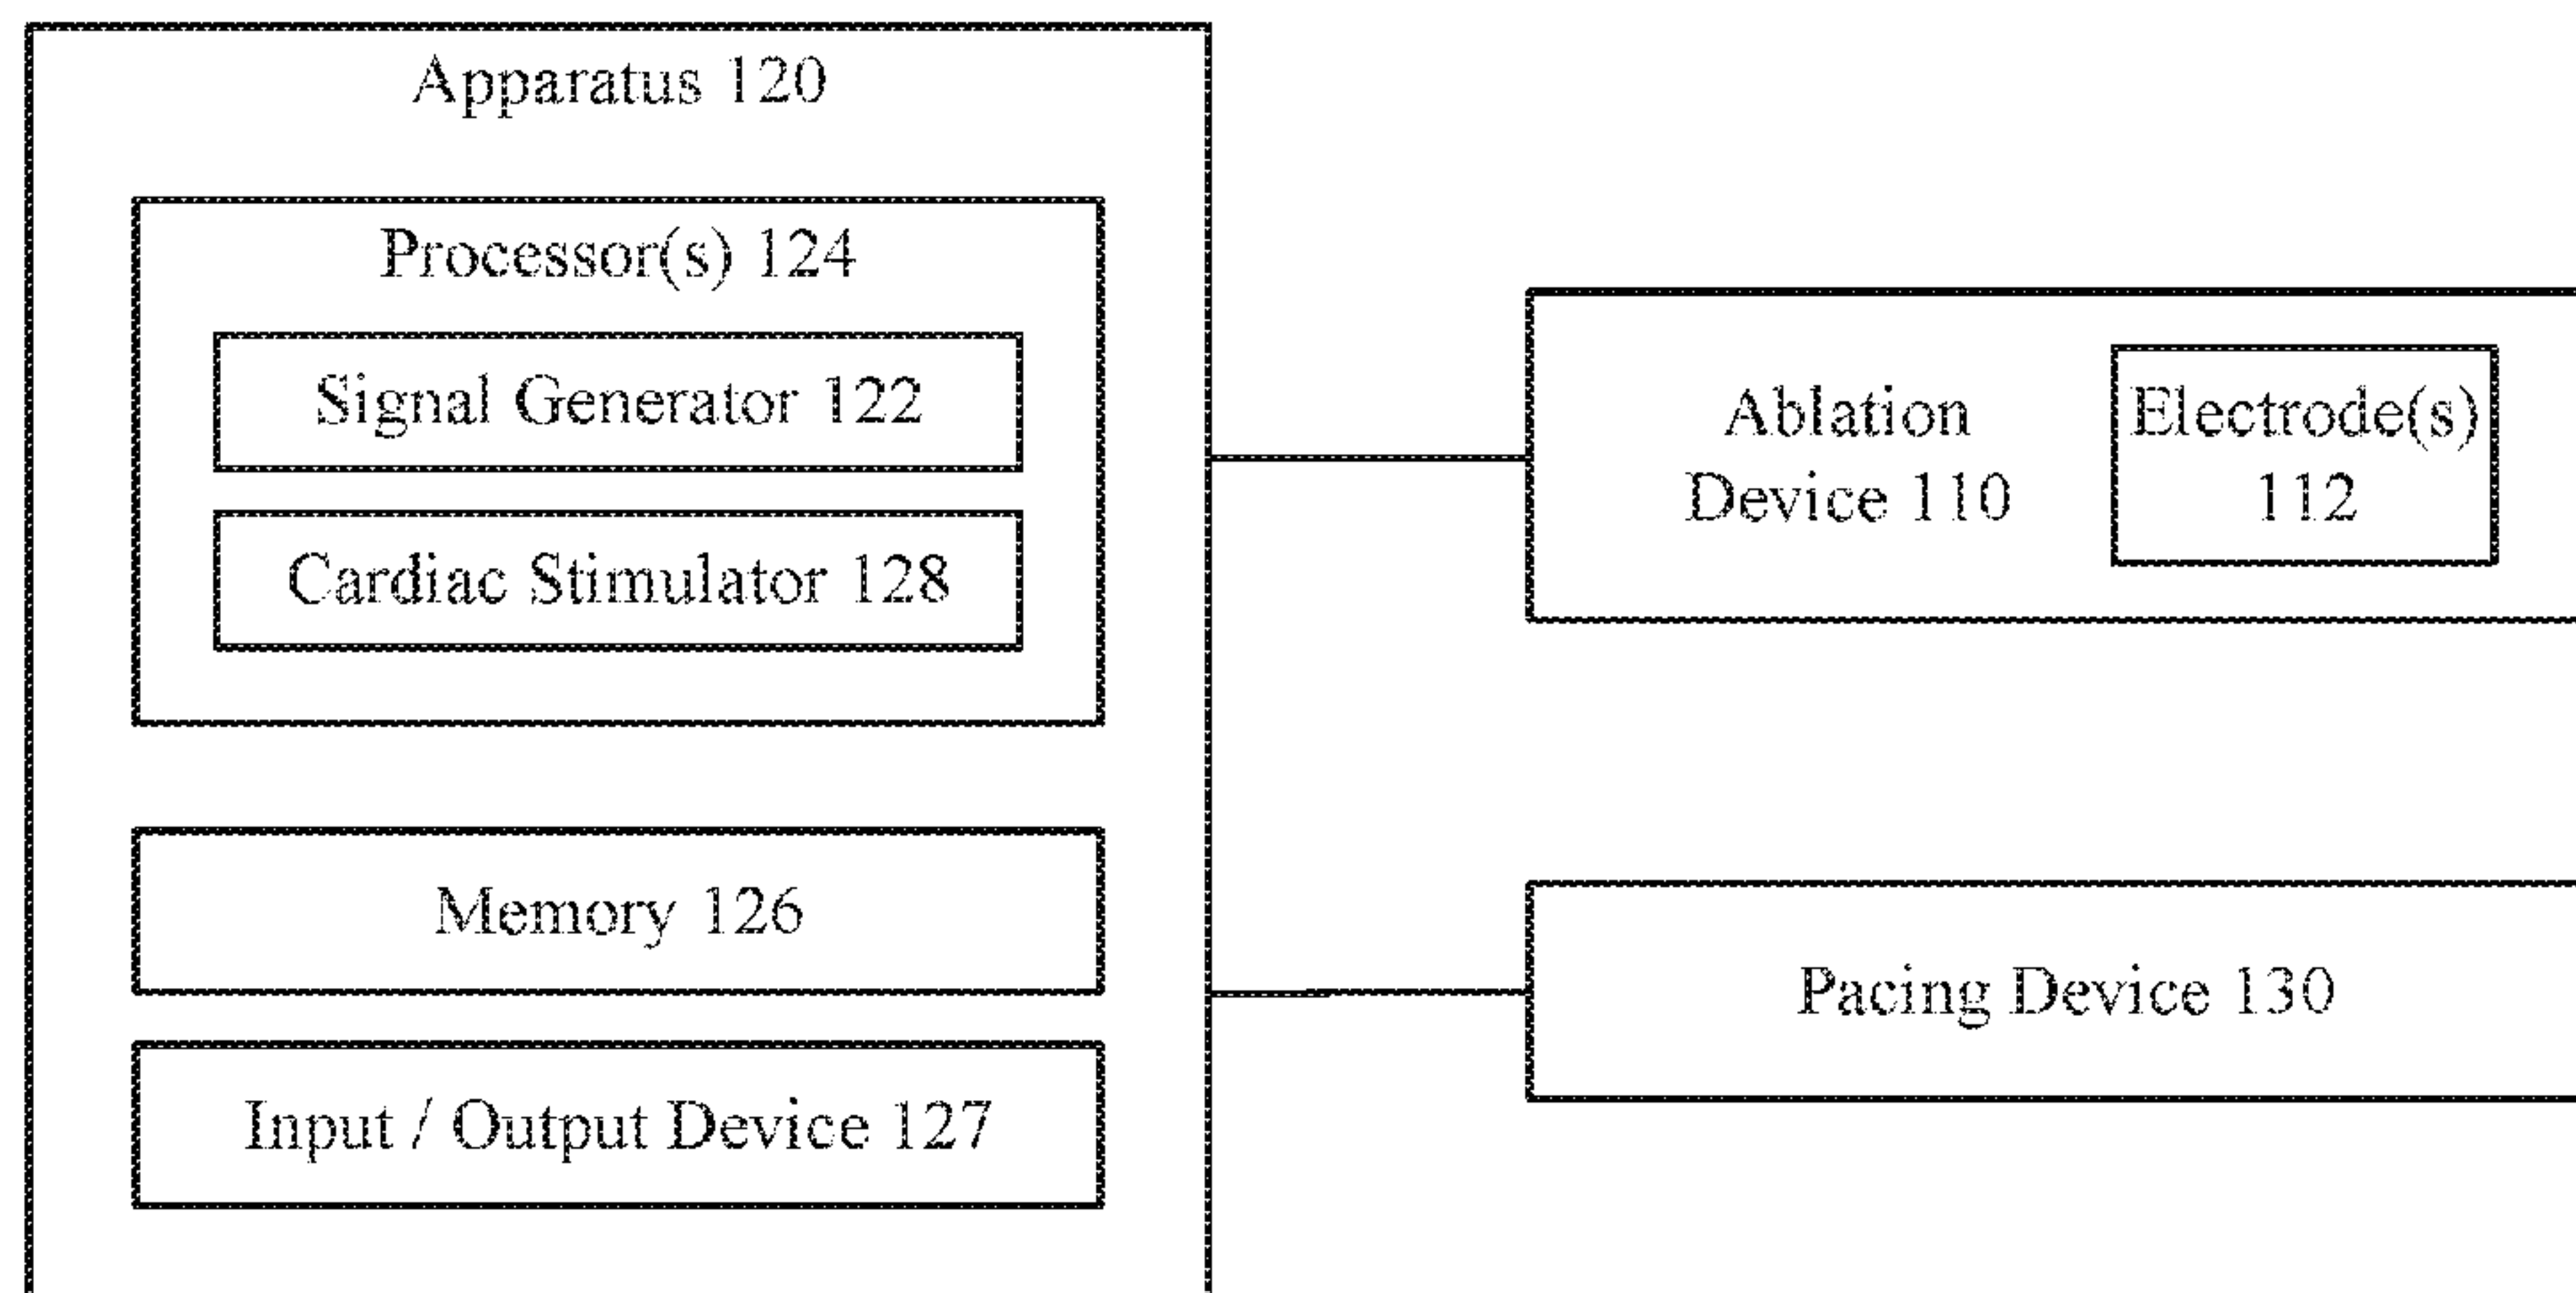 Apparatus 120
Processor(s) 124
Signal Generator 122
Cardiac Stimulator 128
Memory 126
Input / Output Device 127
Ablation
Device 110
Electrode(s)
112
Pacing Device 130